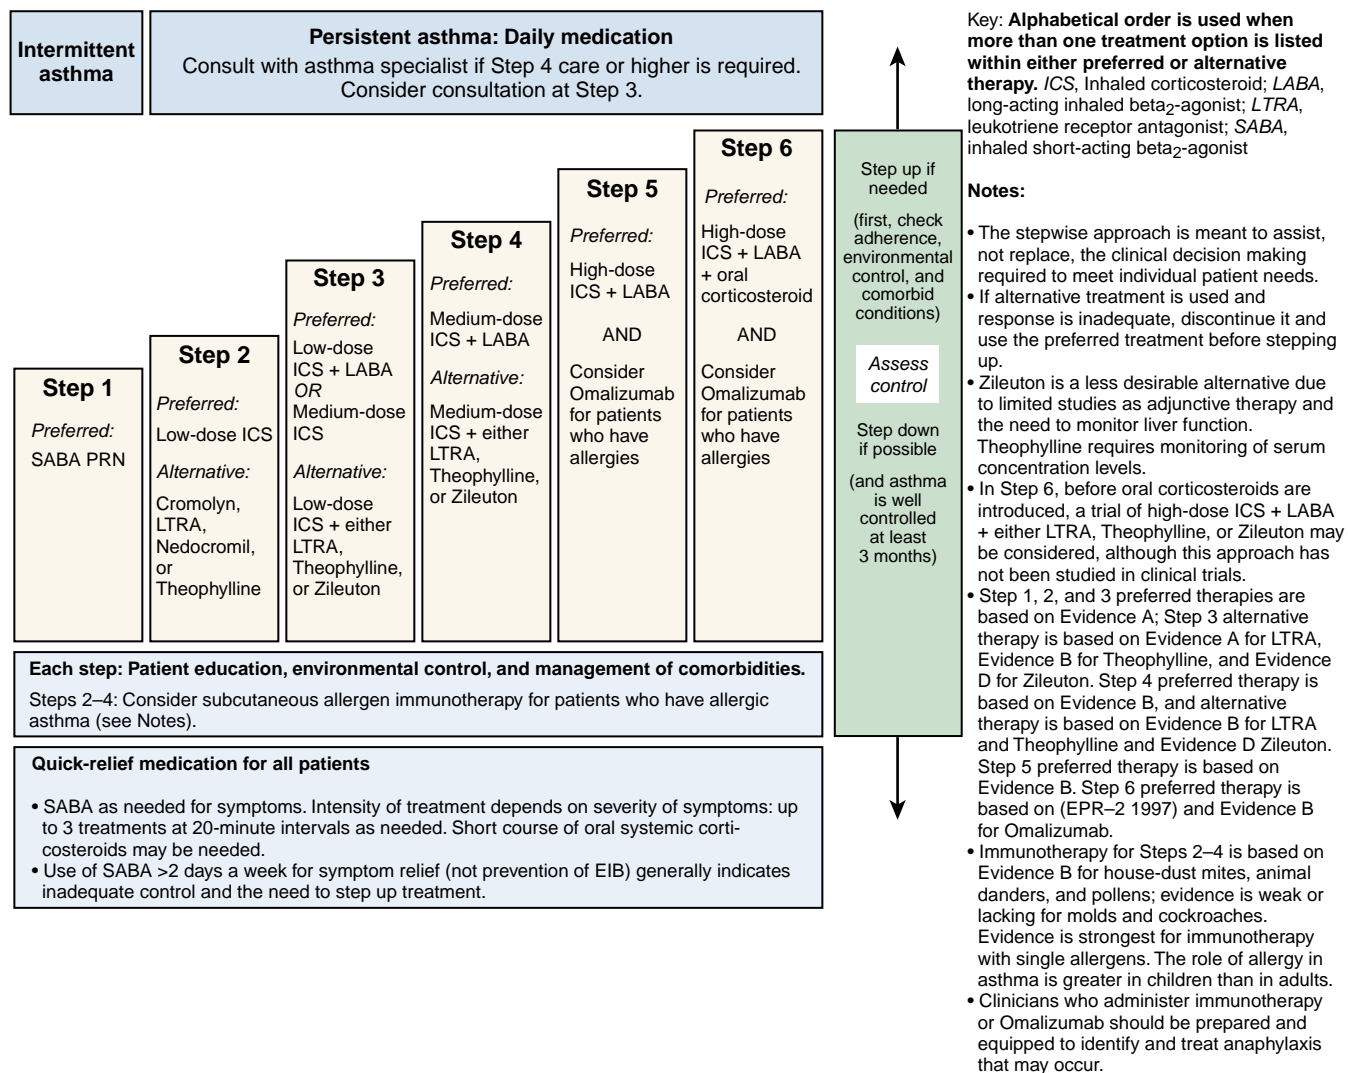 Intermittent
asthma
Persistent asthma: Daily medication
Consult with asthma specialist if Step 4 care or higher is required.
Consider consultation at Step 3.
Step 1
Preferred:
SABA PRN
Step 2
Preferred:
Low-dose ICS
Alternative:
Cromolyn,
LTRA,
Nedocromil,
or
Theophylline
Step 3
Preferred:
Low-dose
ICS + LABA
OR
Medium-dose
ICS
Alternative:
Low-dose
ICS + either
LTRA,
Theophylline,
or Zileuton
Step 4
Preferred:
Medium-dose
ICS + LABA
Alternative:
Medium-dose
ICS + either
LTRA,
Theophylline,
or Zileuton
Step 5
Preferred:
High-dose
ICS + LABA
AND
Consider
Omalizumab
for patients
who have
allergies
Step 6
Preferred:
High-dose
ICS + LABA
+ oral
corticosteroid
AND
Consider
Omalizumab
for patients
who have
allergies
Each step: Patient education, environmental control, and management of comorbidities.
Steps 2–4: Consider subcutaneous allergen immunotherapy for patients who have allergic
asthma (see Notes).
Quick-relief medication for all patients
• SABA as needed for symptoms. Intensity of treatment depends on severity of symptoms: up
to 3 treatments at 20-minute intervals as needed. Short course of oral systemic corti-
costeroids may be needed.
• Use of SABA >2 days a week for symptom relief (not prevention of EIB) generally indicates
inadequate control and the need to step up treatment.
Step up if
needed
(first, check
adherence,
environmental
control, and
comorbid
conditions)
Assess
control
Step down
if possible
(and asthma
is well
controlled
at least
3 months)
Key: Alphabetical order is used when
more than one treatment option is listed
within either preferred or alternative
therapy. ICS, Inhaled corticosteroid; LABA,
long-acting inhaled beta2-agonist; LTRA,
leukotriene receptor antagonist; SABA,
inhaled short-acting beta2-agonist
Notes:
• The stepwise approach is meant to assist,
not replace, the clinical decision making
required to meet individual patient needs.
• If alternative treatment is used and
response is inadequate, discontinue it and
use the preferred treatment before stepping
up.
• Zileuton is a less desirable alternative due
to limited studies as adjunctive therapy and
the need to monitor liver function.
Theophylline requires monitoring of serum
concentration levels.
• In Step 6, before oral corticosteroids are
introduced, a trial of high-dose ICS + LABA
+ either LTRA, Theophylline, or Zileuton may
be considered, although this approach has
not been studied in clinical trials.
• Step 1, 2, and 3 preferred therapies are
based on Evidence A; Step 3 alternative
therapy is based on Evidence A for LTRA,
Evidence B for Theophylline, and Evidence
D for Zileuton. Step 4 preferred therapy is
based on Evidence B, and alternative
therapy is based on Evidence B for LTRA
and Theophylline and Evidence D Zileuton.
Step 5 preferred therapy is based on
Evidence B. Step 6 preferred therapy is
based on (EPR–2 1997) and Evidence B
for Omalizumab.
• Immunotherapy for Steps 2–4 is based on
Evidence B for house-dust mites, animal
danders, and pollens; evidence is weak or
lacking for molds and cockroaches.
Evidence is strongest for immunotherapy
with single allergens. The role of allergy in
asthma is greater in children than in adults.
• Clinicians who administer immunotherapy
or Omalizumab should be prepared and
equipped to identify and treat anaphylaxis
that may occur.